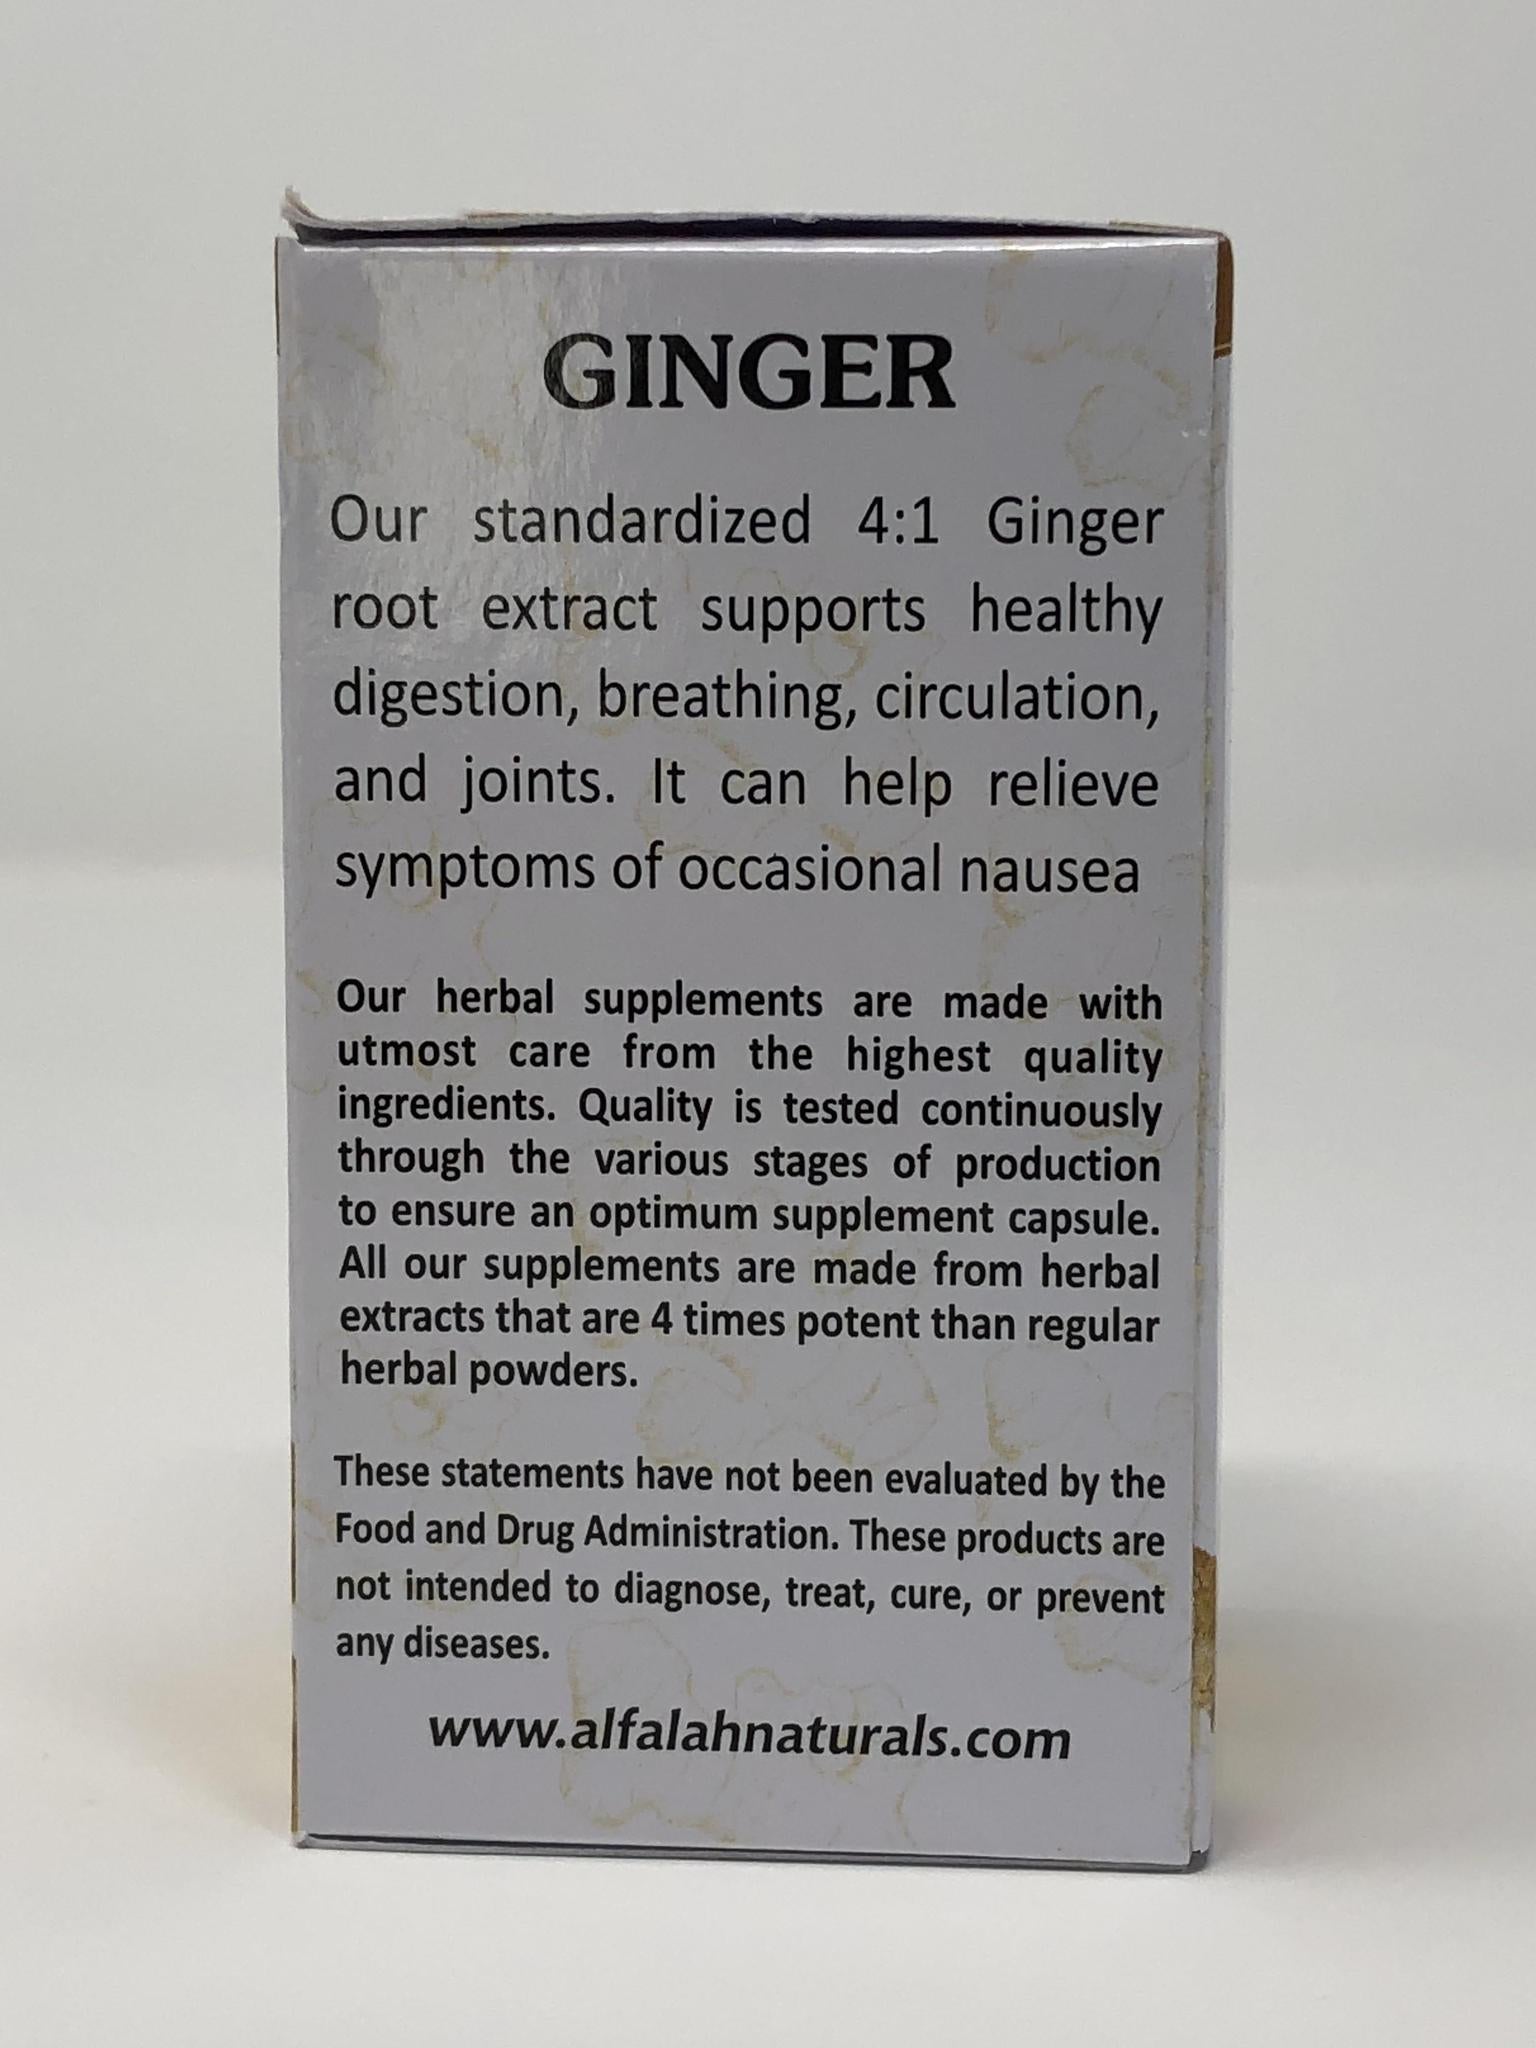 GINGER
Our standardized 4:1 Ginger
root extract supports healthy
digestion, breathing, circulation,
and joints. It can help relieve
symptoms of occasional nausea
Our herbal supplements are made with
utmost care from the highest quality
ingredients. Quality is tested continuously
through the various stages of production
to ensure an optimum supplement capsule.
All our supplements are made from herbal
extracts that are 4 times potent than regular
herbal powders.
These statements have not been evaluated by the
Food and Drug Administration. These products are
not intended to diagnose, treat, cure, or prevent
any diseases.
www.alfalahnaturals.com